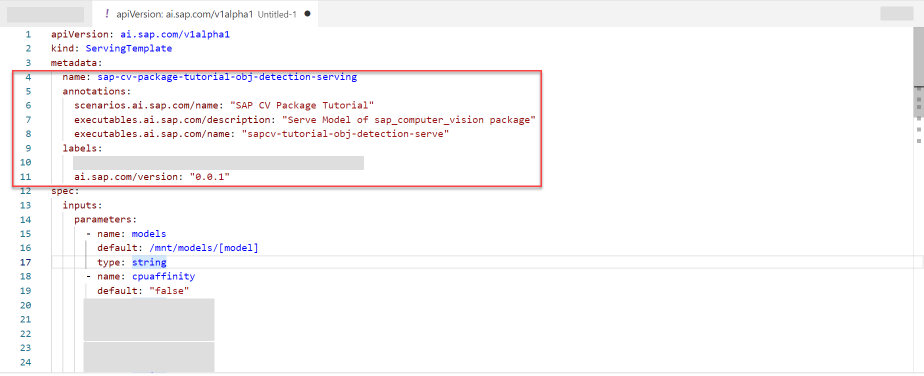 ! apiVersion: ai.sap.com/v1alpha1 Untitled-1 ●
1 apiVersion: ai.sap.com/v1alpha1
2 kind: ServingTemplate
3 metadata:
4 name: sap-cv-package-tutorial-obj-detection-serving
5 annotations:
6 scenarios.ai.sap.com/name: "SAP CV Package Tutorial"
7 executables.ai.sap.com/description: "Serve Model of sap_computer_vision package"
8 executables.ai.sap.com/name: "sapcv-tutorial-obj-detection-serve"
9 labels:
10
11 ai.sap.com/version: "0.0.1"
12 spec:
13 inputs:
14 parameters:
15 - name: models
16 default: /mnt/models/[model]
17 type: string
18 - name: cpuaffinity
19 default: "false"
20
21
22
23
24